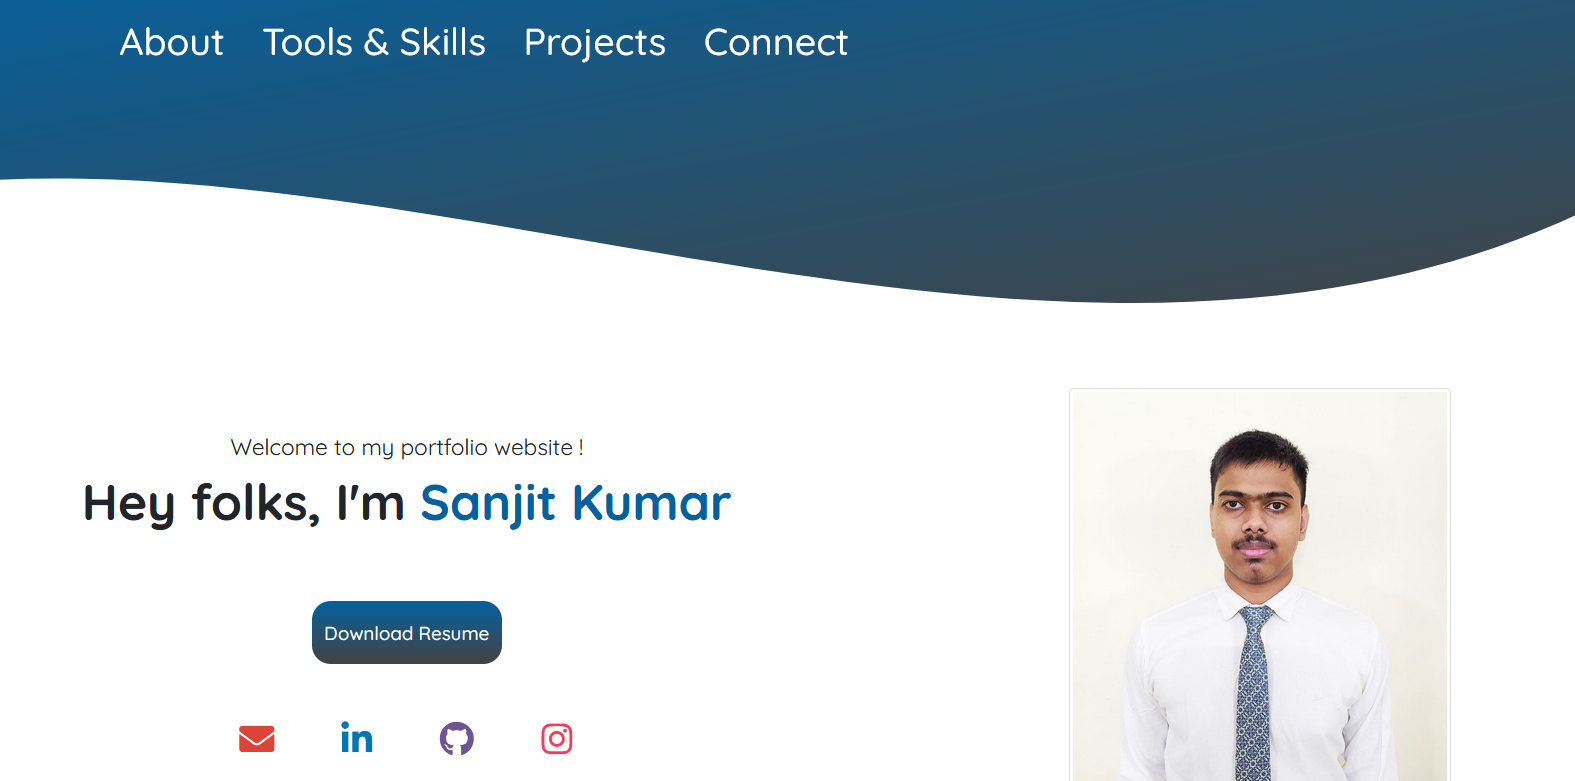 About Tools & Skills Projects Connect
Welcome to my portfolio website !
Hey folks, I'm Sanjit Kumar
Download Resume
in